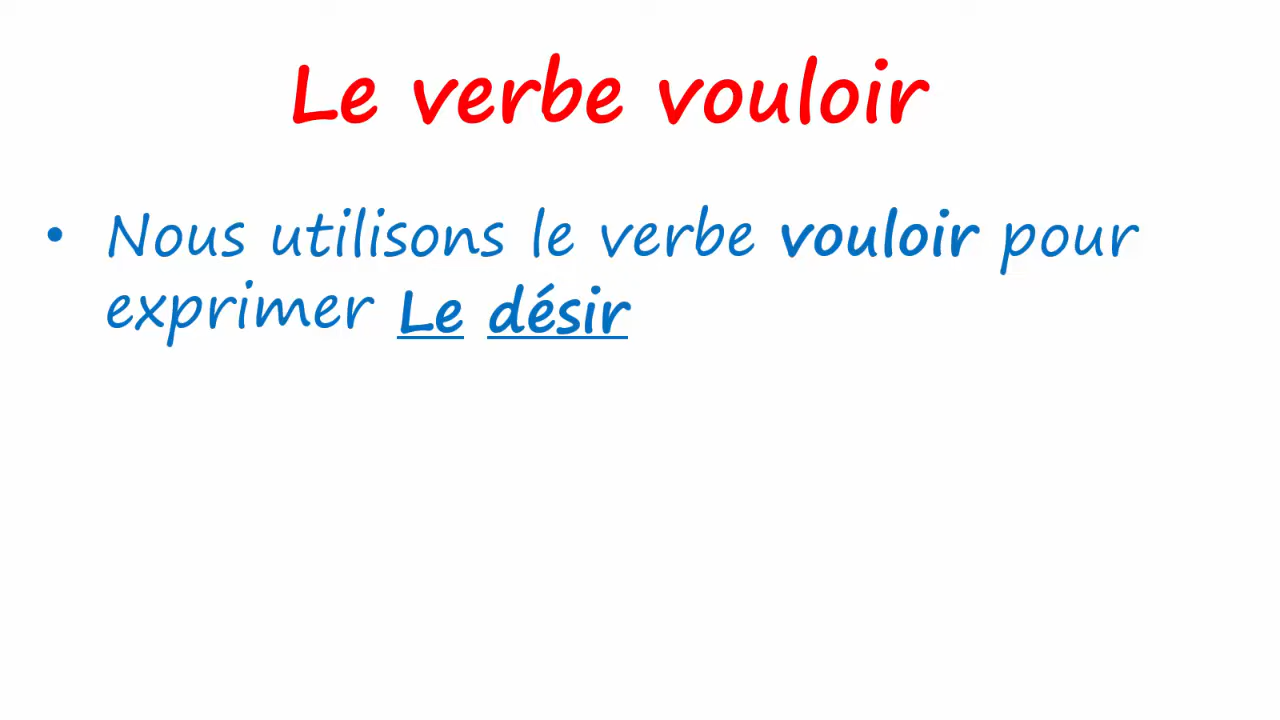 Le verbe vouloir
• Nous utilisons le verbe vouloir pour
exprimer Le désir